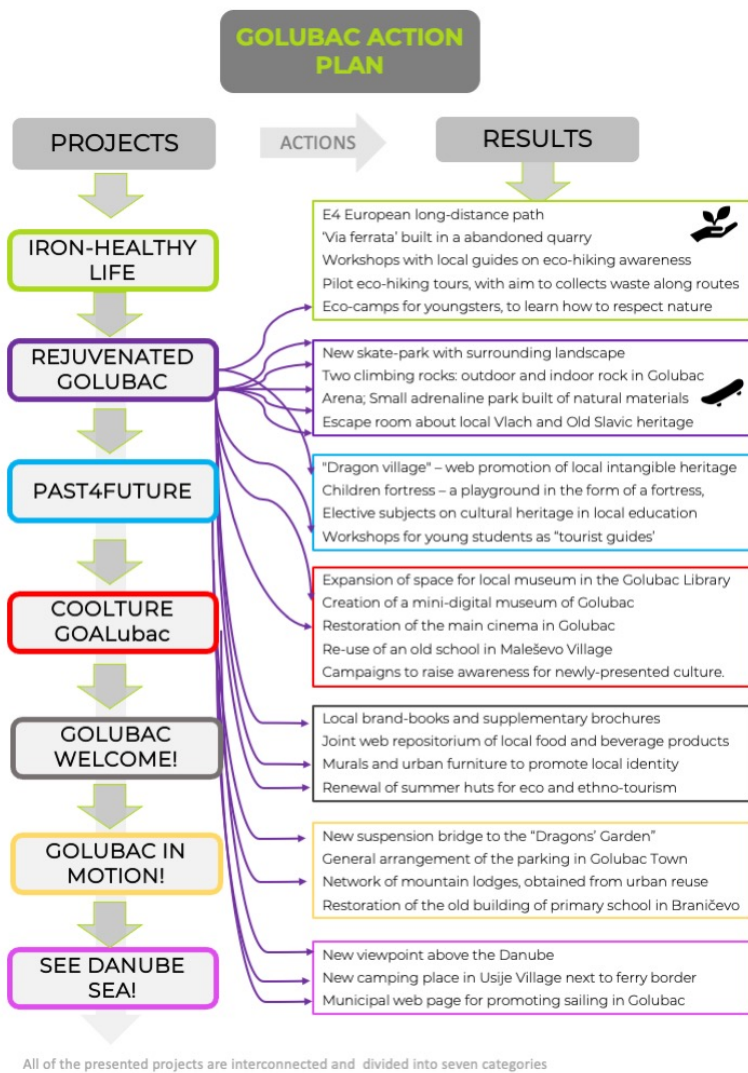 GOLUBAC ACTION
PLAN
PROJECTS
ACTIONS
RESULTS
IRON-HEALTHY
LIFE
E4 European long-distance path
'Via ferrata' built in a abandoned quarry
Workshops with local guides on eco-hiking awareness
Pilot eco-hiking tours, with aim to collects waste along routes
Eco-camps for youngsters, to learn how to respect nature
REJUVENATED
GOLUBAC
New skate-park with surrounding landscape
Two climbing rocks: outdoor and indoor rock in Golubac
Arena; Small adrenaline park built of natural materials
Escape room about local Vlach and Old Slavic heritage
PAST4FUTURE
"Dragon village" – web promotion of local intangible heritage
Children fortress – a playground in the form of a fortress,
Elective subjects on cultural heritage in local education
Workshops for young students as "tourist guides'
COOLTURE
GOALubac
Expansion of space for local museum in the Golubac Library
Creation of a mini-digital museum of Golubac
Restoration of the main cinema in Golubac
Re-use of an old school in Maleševo Village
Campaigns to raise awareness for newly-presented culture.
GOLUBAC
WELCOME!
Local brand-books and supplementary brochures
Joint web repositorium of local food and beverage products
Murals and urban furniture to promote local identity
Renewal of summer huts for eco and ethno-tourism
GOLUBAC IN
MOTION!
New suspension bridge to the "Dragons' Garden"
General arrangement of the parking in Golubac Town
Network of mountain lodges, obtained from urban reuse
Restoration of the old building of primary school in Braničevo
SEE DANUBE
SEA!
New viewpoint above the Danube
New camping place in Usije Village next to ferry border
Municipal web page for promoting sailing in Golubac
All of the presented projects are interconnected and divided into seven categories